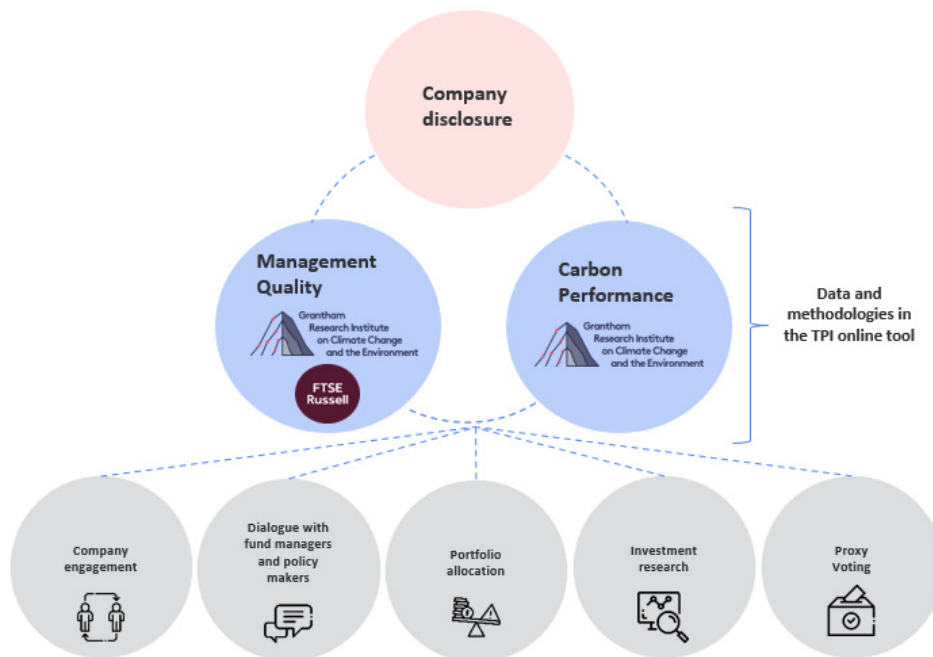 Company
disclosure
Management
Quality
Grantham
Research Institute
on Climate Change
and the Environment
FTSE
Russell
Carbon
Performance
Grantham
Research Institute
on Climate Change
and the Environment
Data and
methodologies in
the TPI online tool
Company
engagement
Dialogue with
fund managers
and policy
makers
Portfolio
allocation
Investment
research
Proxy
Voting